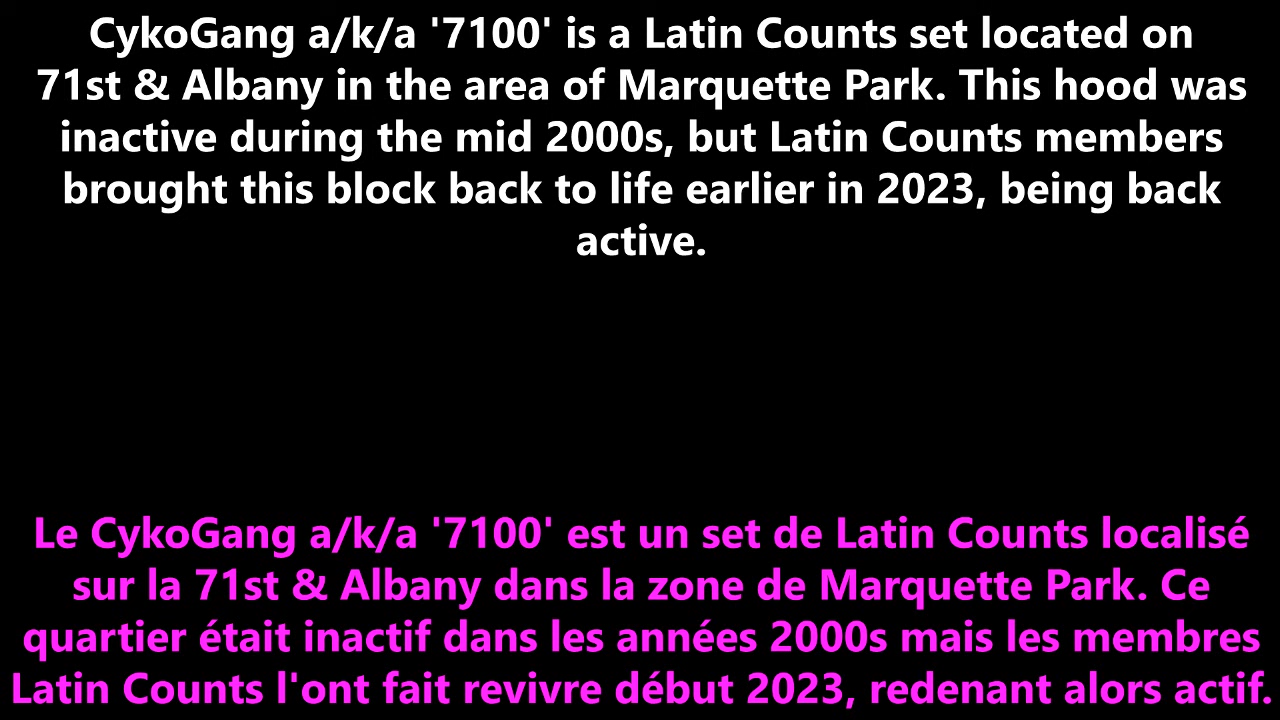 CykoGang a/k/a '7100' is a Latin Counts set located on
71st & Albany in the area of Marquette Park. This hood was
inactive during the mid 2000s, but Latin Counts members
brought this block back to life earlier in 2023, being back
active.
Le CykoGang a/k/a '7100' est un set de Latin Counts localisé
sur la 71st & Albany dans la zone de Marquette Park. Ce
quartier était inactif dans les années 2000s mais les membres
Latin Counts l'ont fait revivre début 2023, redenant alors actif.